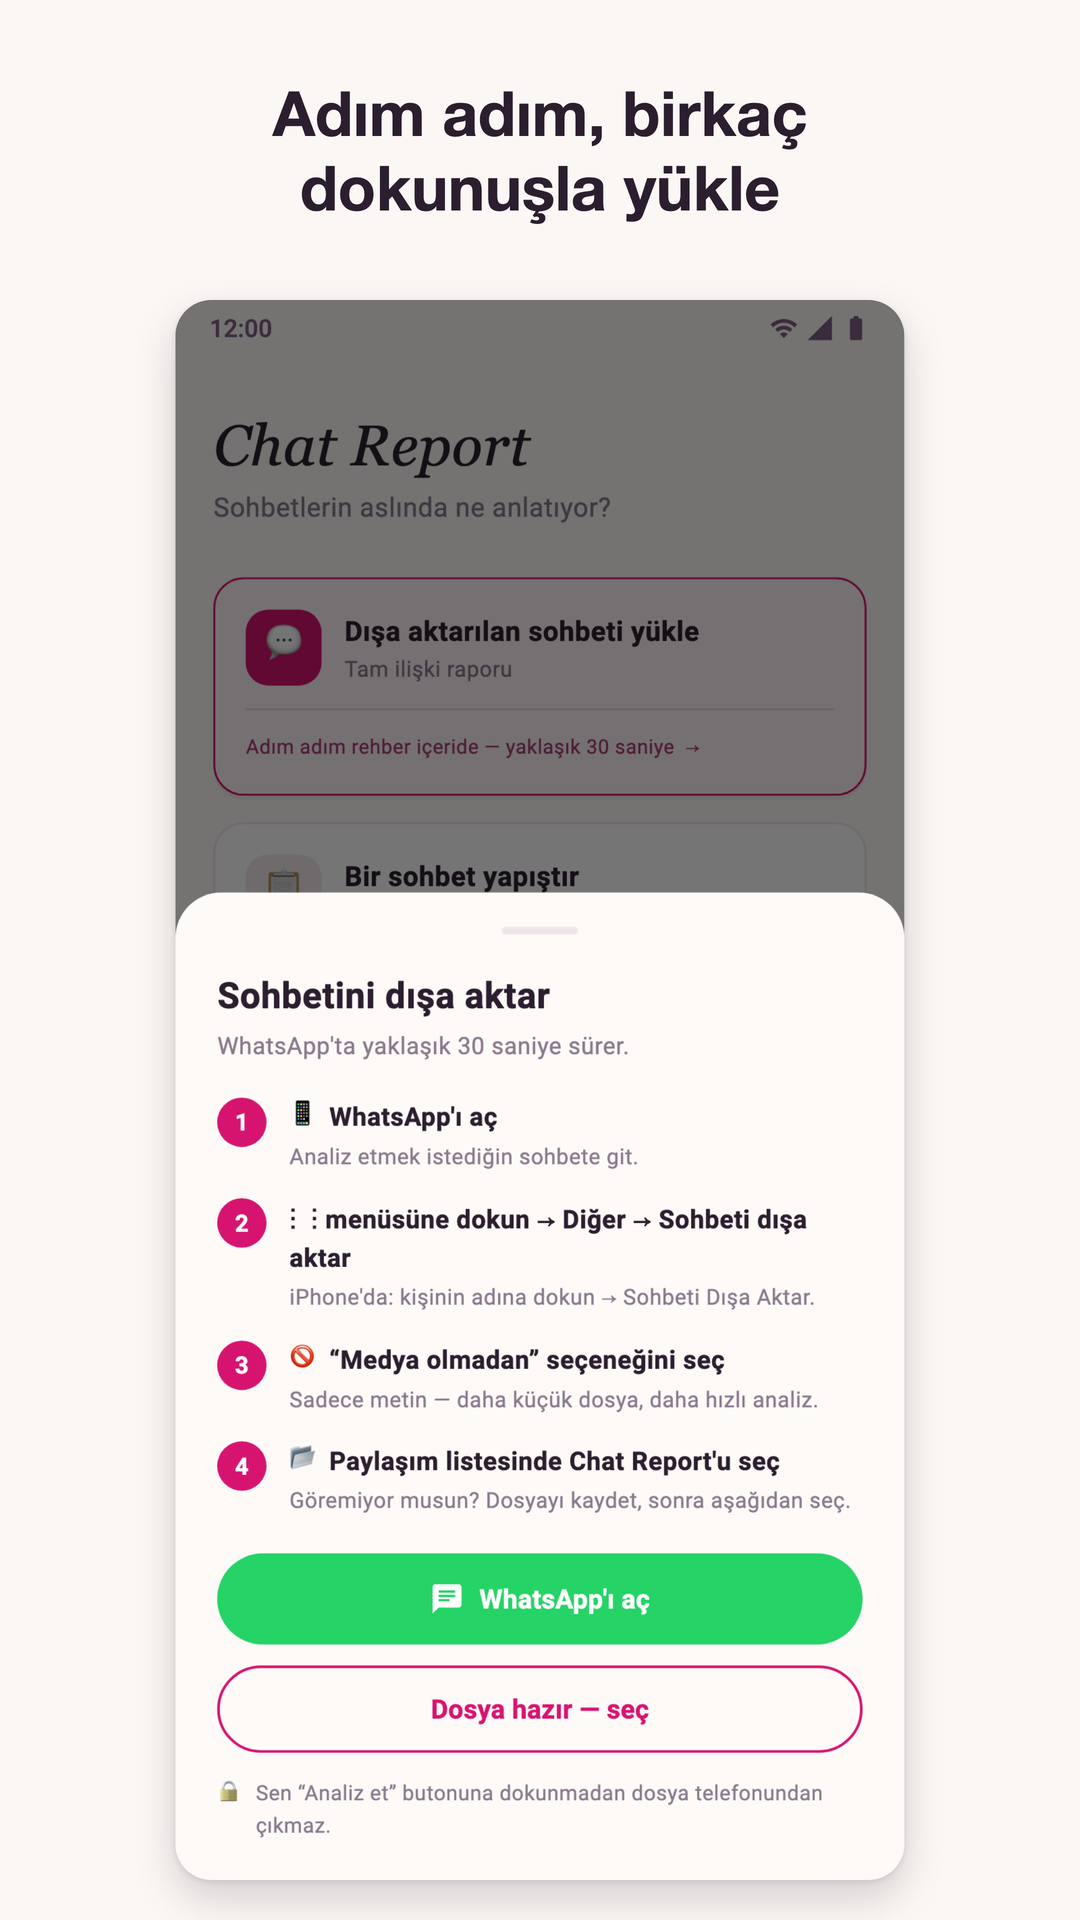 Adım adım, birkaç
dokunuşla yükle
12:00
Chat Report
Sohbetlerin aslında ne anlatıyor?
Dışa aktarılan sohbeti yükle
Tam ilişki raporu
Adım adım rehber içeride — yaklaşık 30 saniye →
Bir sohbet yapıştır
Sohbetini dışa aktar
WhatsApp'ta yaklaşık 30 saniye sürer.
1 WhatsApp'ı aç
Analiz etmek istediğin sohbete git.
2 ⋮ ⋮ menüsüne dokun → Diğer → Sohbeti dışa
aktar
iPhone'da: kişinin adına dokun → Sohbeti Dışa Aktar.
3 “Medya olmadan” seçeneğini seç
Sadece metin — daha küçük dosya, daha hızlı analiz.
4 Paylaşım listesinde Chat Report'u seç
Göremiyor musun? Dosyayı kaydet, sonra aşağıdan seç.
WhatsApp'ı aç
Dosya hazır — seç
Sen “Analiz et” butonuna dokunmadan dosya telefonundan
çıkmaz.